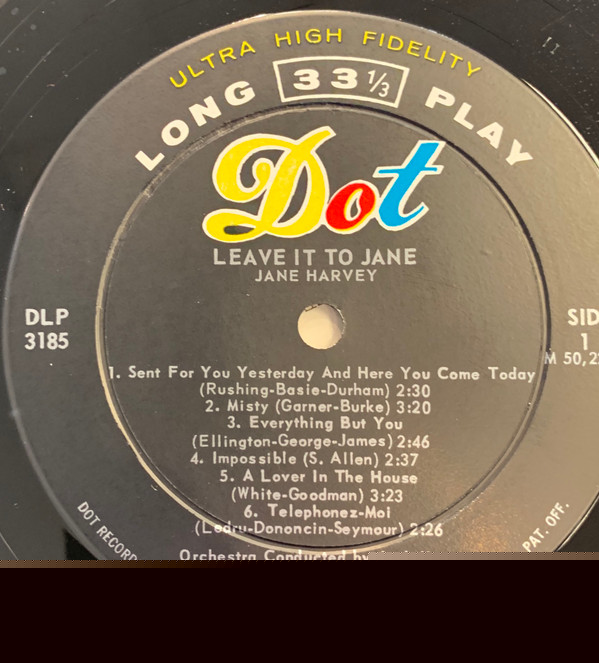 ULTRA HIGH FIDELITY
LONG 33 1/3 PLAY
Dot
LEAVE IT TO JANE
JANE HARVEY
DLP
3185
SID
1
M 50,2
1. Sent For You Yesterday And Here You Come Today
(Rushing-Basie-Durham) 2:30
2. Misty (Garner-Burke) 3:20
3. Everything But You
(Ellington-George-James) 2:46
4. Impossible (S. Allen) 2:37
5. A Lover In The House
(White-Goodman) 3:23
6. Telephonez-Moi
(Ledru-Dononcin-Seymour) 2:26
Orchestra Conducted by
DOT RECORD
PAT. OFF.